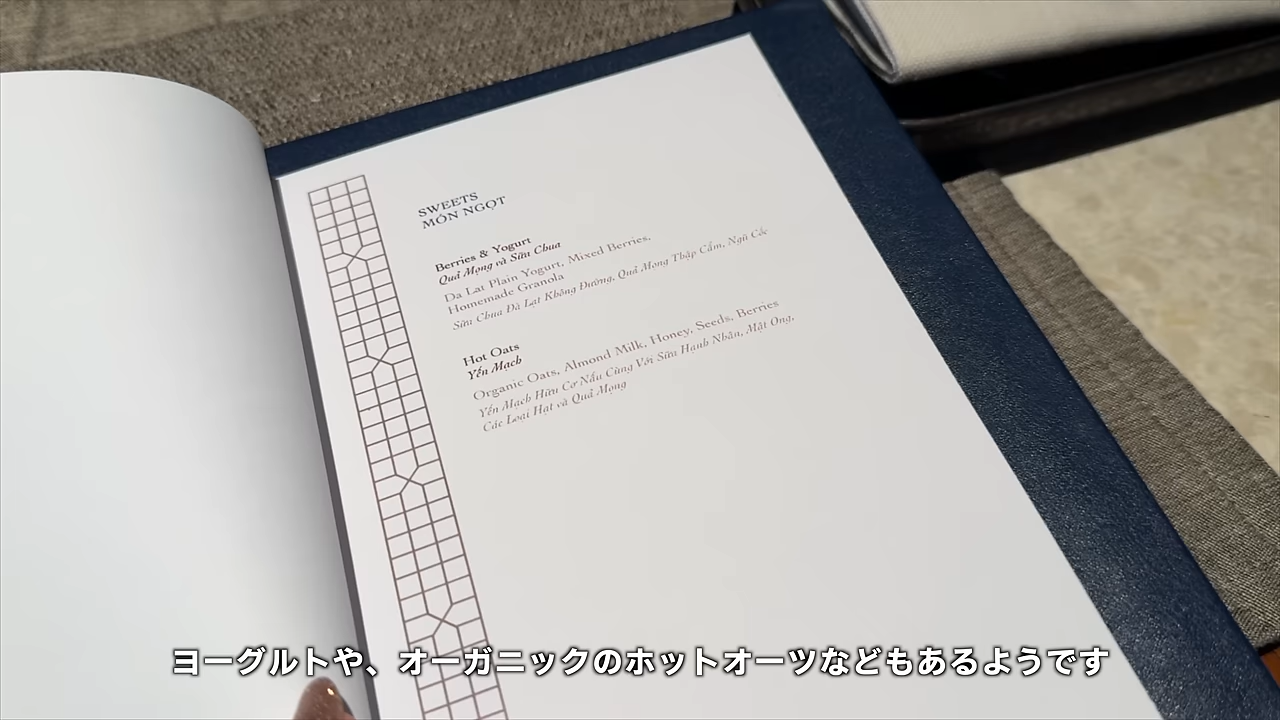 SWEETS
MÓN NGỌT
Berries & Yogurt
Quả Mọng và Sữa Chua
Da Lat Plain Yogurt, Mixed Berries,
Homemade Granola
Sữa Chua Đà Lạt Không Đường, Quả Mọng Thập Cẩm, Ngũ Cốc
Hot Oats
Yến Mạch
Organic Oats, Almond Milk, Honey, Seeds, Berries
Yến Mạch Hữu Cơ Nấu Cùng Với Sữa Hạnh Nhân, Mật Ong,
Các Loại Hạt và Quả Mọng
ヨーグルトや、オーガニックのホットオーツなどもあるようです